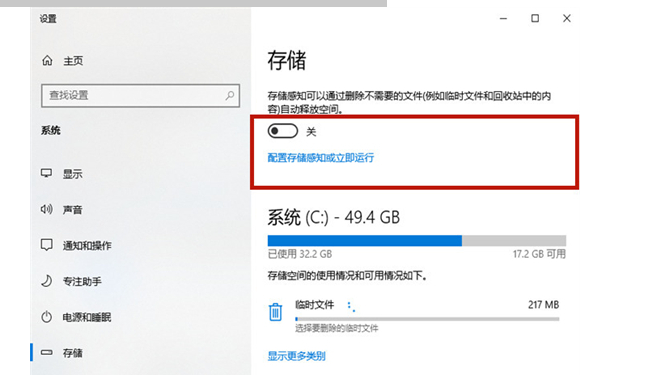 设置
主页
查找设置
系统
显示
声音
通知和操作
专注助手
电源和睡眠
存储
存储
存储感知可以通过删除不需要的文件(例如临时文件和回收站中的内
容)自动释放空间。
关
配置存储感知或立即运行
系统 (C:) - 49.4 GB
已使用 32.2 GB
17.2 GB 可用
存储空间的使用情况和可用情况如下。
临时文件
217 MB
选择要删除的临时文件
显示更多类别